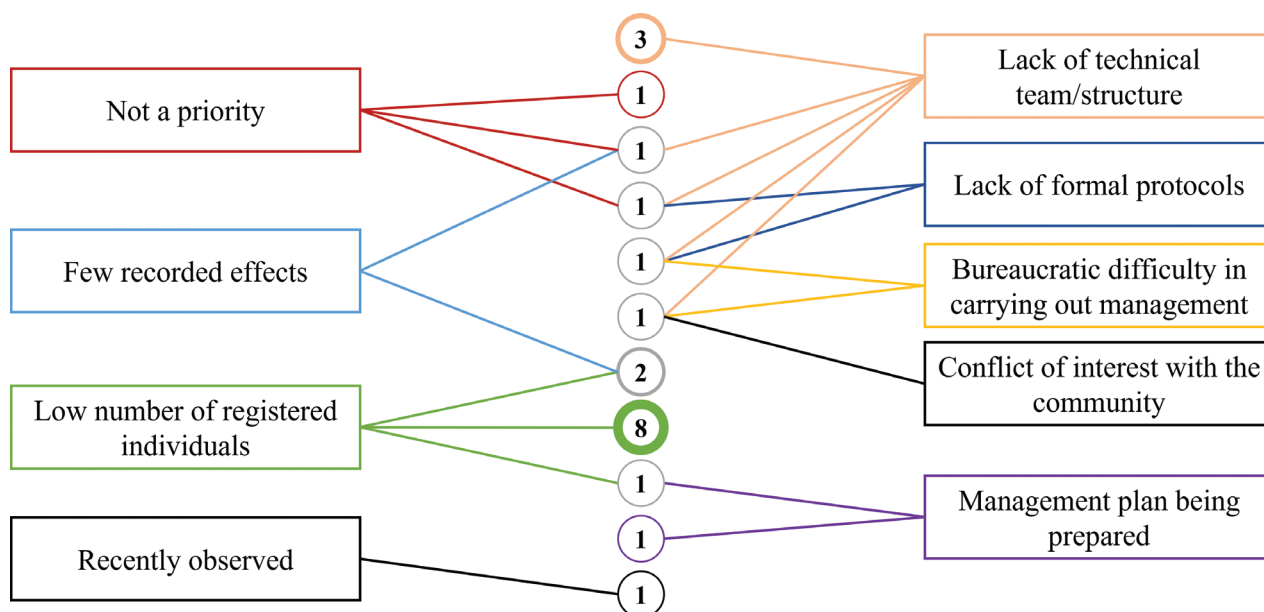 Not a priority
Few recorded effects
Low number of registered
individuals
Recently observed
3
1
1
1
1
1
2
8
1
1
1
Lack of technical
team/structure
Lack of formal protocols
Bureaucratic difficulty in
carrying out management
Conflict of interest with the
community
Management plan being
prepared